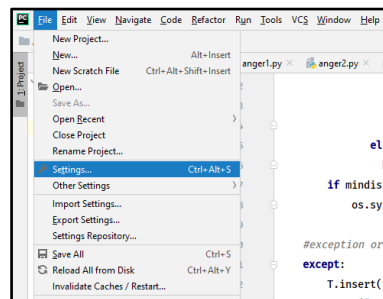 PC File Edit View Navigate Code Refactor Run Tools VCS Window Help
New Project...
New... Alt+Insert
New Scratch File Ctrl+Alt+Shift+Insert
Open...
Save As...
Open Recent
Close Project
Rename Project...
Settings... Ctrl+Alt+S
Other Settings
Import Settings...
Export Settings...
Settings Repository...
Save All Ctrl+S
Reload All from Disk Ctrl+Alt+Y
Invalidate Caches / Restart...
1: Project
anger1.py anger2.py
el
if mindis
os.sy
#exception or
except:
T.insert(